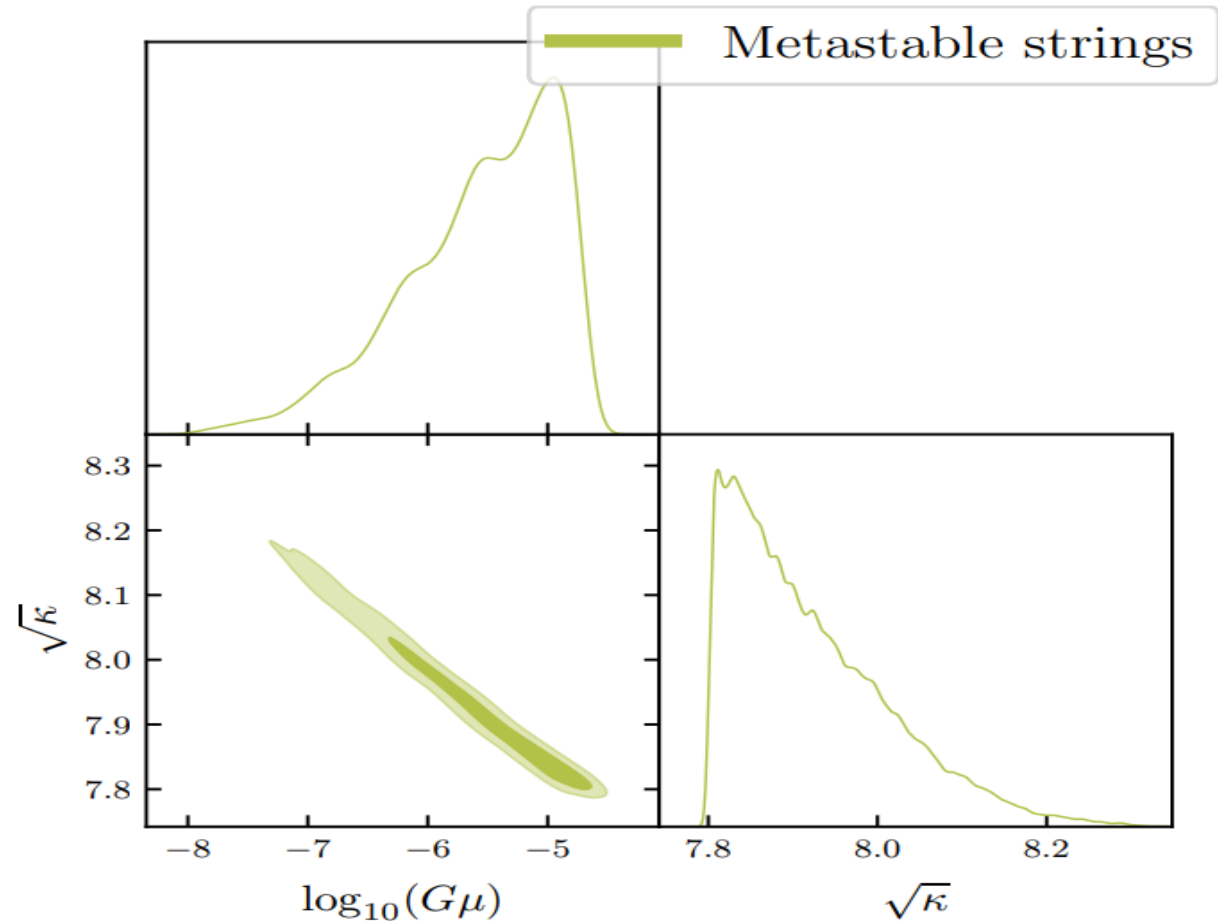 Metastable strings
8.3
8.2
8.1
8.0
7.9
7.8
√κ
−8 −7 −6 −5
log₁₀(Gμ)
7.8 8.0 8.2
√κ